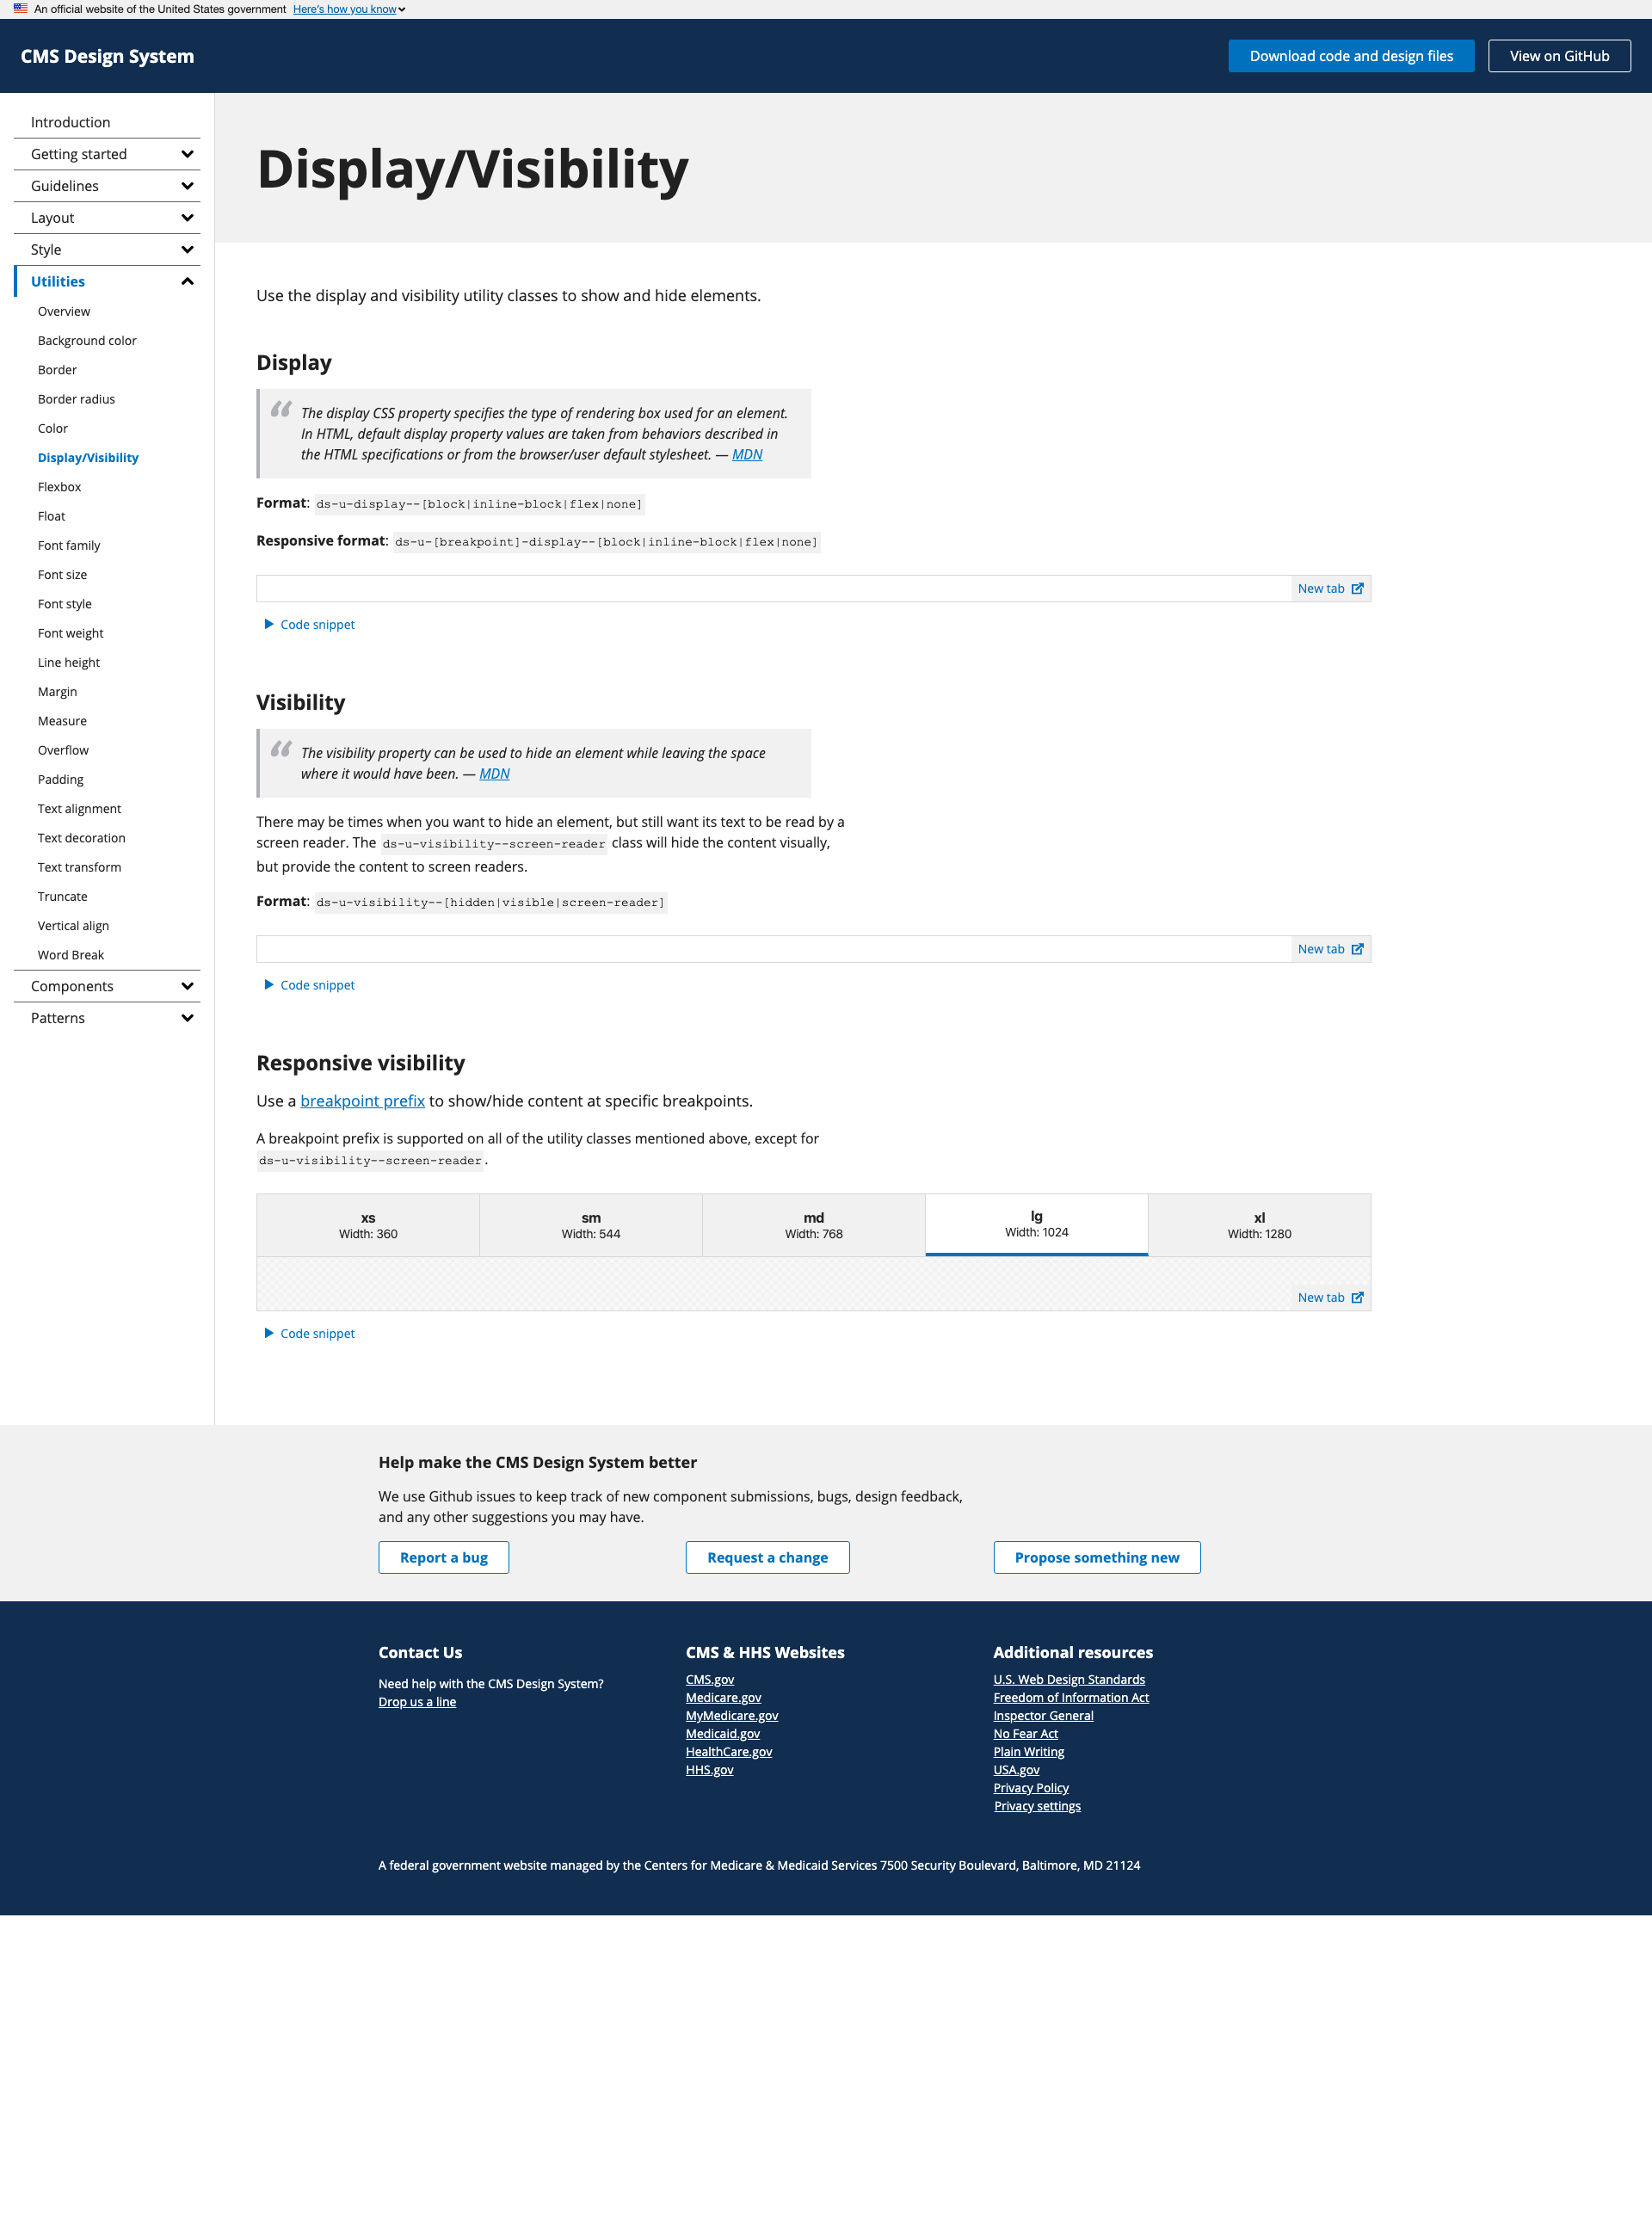 An official website of the United States government Here's how you know
CMS Design System
Download code and design files
View on GitHub
Introduction
Getting started
Guidelines
Layout
Style
Utilities
Overview
Background color
Border
Border radius
Color
Display/Visibility
Flexbox
Float
Font family
Font size
Font style
Font weight
Line height
Margin
Measure
Overflow
Padding
Text alignment
Text decoration
Text transform
Truncate
Vertical align
Word Break
Components
Patterns
Display/Visibility
Use the display and visibility utility classes to show and hide elements.
Display
The display CSS property specifies the type of rendering box used for an element.
In HTML, default display property values are taken from behaviors described in
the HTML specifications or from the browser/user default stylesheet. — MDN
Format: ds-u-display--[block|inline-block|flex|none]
Responsive format: ds-u-[breakpoint]-display--[block|inline-block|flex|none]
New tab
Code snippet
Visibility
The visibility property can be used to hide an element while leaving the space
where it would have been. — MDN
There may be times when you want to hide an element, but still want its text to be read by a
screen reader. The ds-u-visibility--screen-reader class will hide the content visually,
but provide the content to screen readers.
Format: ds-u-visibility--[hidden|visible|screen-reader]
New tab
Code snippet
Responsive visibility
Use a breakpoint prefix to show/hide content at specific breakpoints.
A breakpoint prefix is supported on all of the utility classes mentioned above, except for
ds-u-visibility--screen-reader.
xs
Width: 360
sm
Width: 544
md
Width: 768
lg
Width: 1024
xl
Width: 1280
New tab
Code snippet
Help make the CMS Design System better
We use Github issues to keep track of new component submissions, bugs, design feedback,
and any other suggestions you may have.
Report a bug
Request a change
Propose something new
Contact Us
Need help with the CMS Design System?
Drop us a line
CMS & HHS Websites
CMS.gov
Medicare.gov
MyMedicare.gov
Medicaid.gov
HealthCare.gov
HHS.gov
Additional resources
U.S. Web Design Standards
Freedom of Information Act
Inspector General
No Fear Act
Plain Writing
USA.gov
Privacy Policy
Privacy settings
A federal government website managed by the Centers for Medicare & Medicaid Services 7500 Security Boulevard, Baltimore, MD 21124